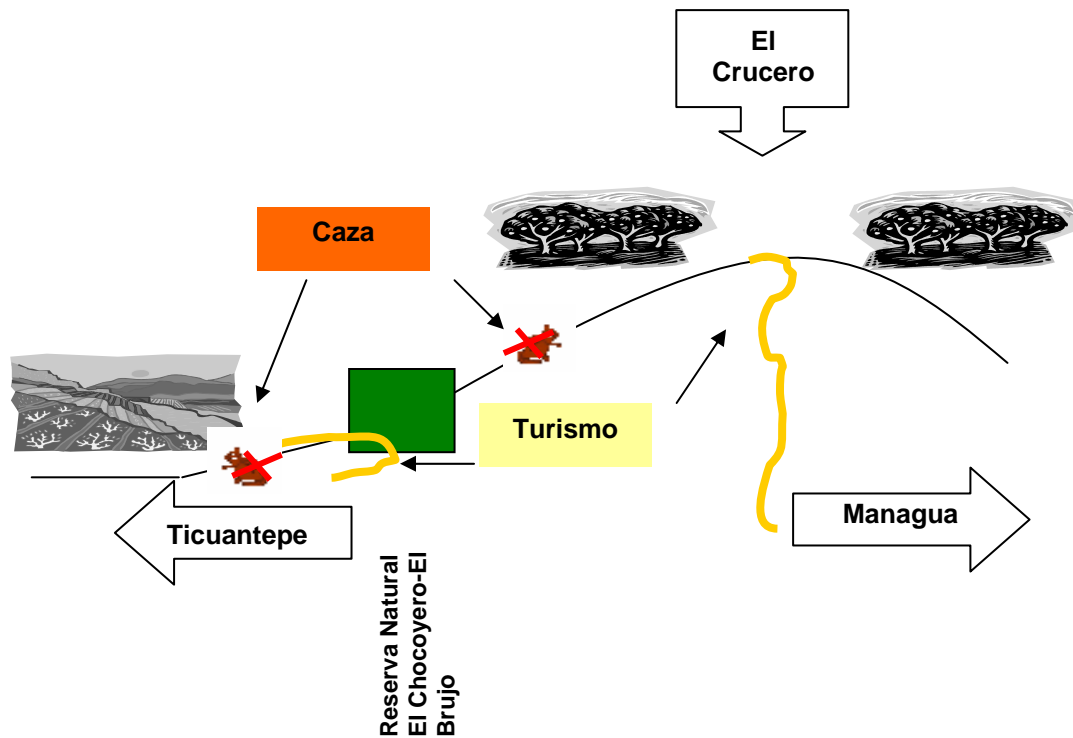 El
Crucero
Caza
Turismo
Managua
Ticuantepe
Reserva Natural
El Chocoyero-El
Brujo